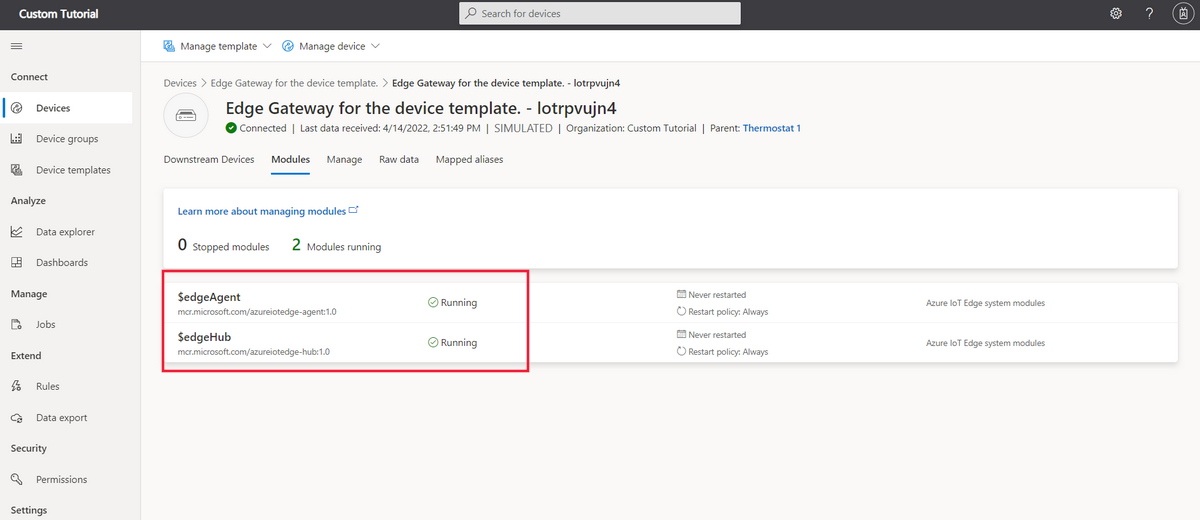 Custom Tutorial
Search for devices
?
Manage template
Manage device
Connect
Devices
Device groups
Device templates
Analyze
Data explorer
Dashboards
Manage
Jobs
Extend
Rules
Data export
Security
Permissions
Settings
Devices > Edge Gateway for the device template. > Edge Gateway for the device template. - lotrpvujn4
Edge Gateway for the device template. - lotrpvujn4
Connected | Last data received: 4/14/2022, 2:51:49 PM | SIMULATED | Organization: Custom Tutorial | Parent: Thermostat 1
Downstream Devices Modules Manage Raw data Mapped aliases
Learn more about managing modules
0 Stopped modules 2 Modules running
$edgeAgent
mcr.microsoft.com/azureiotedge-agent:1.0
Running
Never restarted
Restart policy: Always
Azure IoT Edge system modules
$edgeHub
mcr.microsoft.com/azureiotedge-hub:1.0
Running
Never restarted
Restart policy: Always
Azure IoT Edge system modules